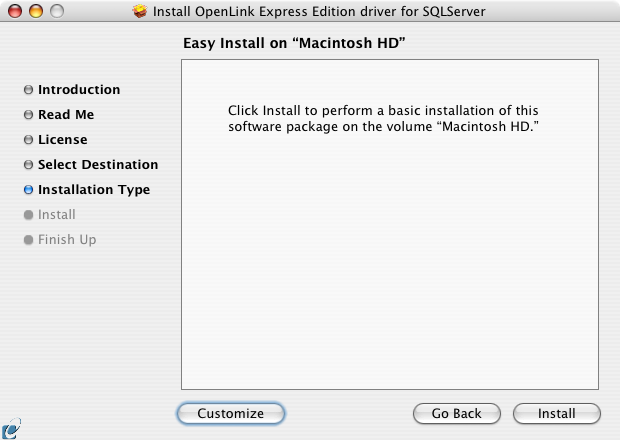 Install OpenLink Express Edition driver for SQLServer
Easy Install on “Macintosh HD”
Introduction
Read Me
License
Select Destination
Installation Type
Install
Finish Up
Click Install to perform a basic installation of this
software package on the volume “Macintosh HD.”
Customize
Go Back
Install